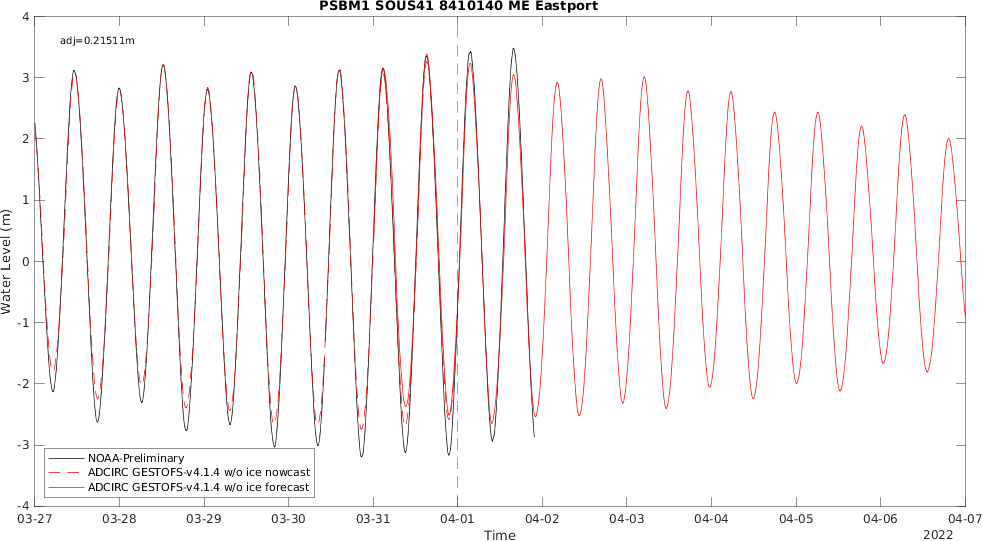 PSBM1 SOUS41 8410140 ME Eastport
adj=0.21511m
4
3
2
1
0
-1
-2
-3
-4
Water Level (m)
NOAA-Preliminary
ADCIRC GESTOFS-v4.1.4 w/o ice nowcast
ADCIRC GESTOFS-v4.1.4 w/o ice forecast
03-27 03-28 03-29 03-30 03-31 04-01 04-02 04-03 04-04 04-05 04-06 04-07
Time
2022